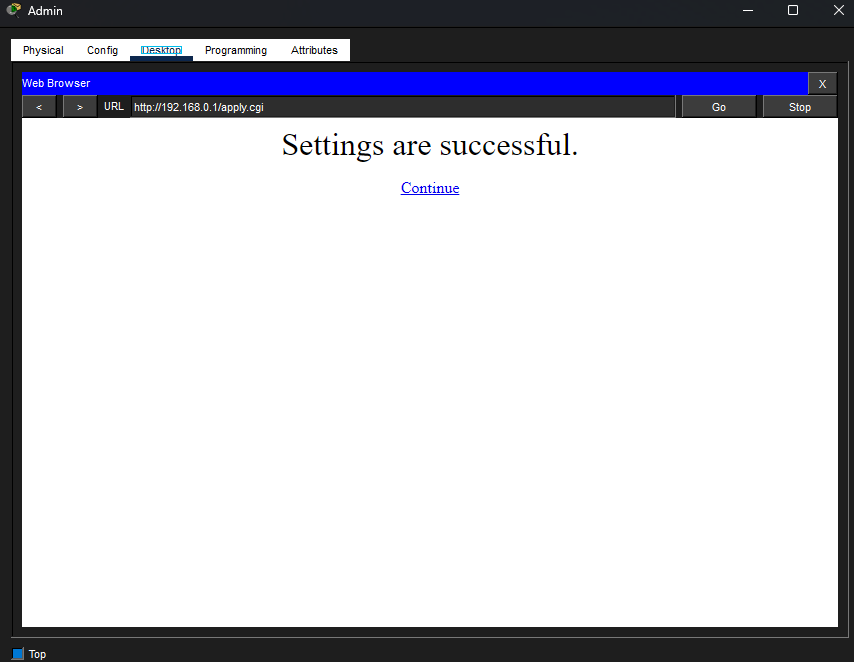 Admin
Physical Config Desktop Programming Attributes
Web Browser X
< > URL http://192.168.0.1/apply.cgi Go Stop
Settings are successful.
Continue
Top